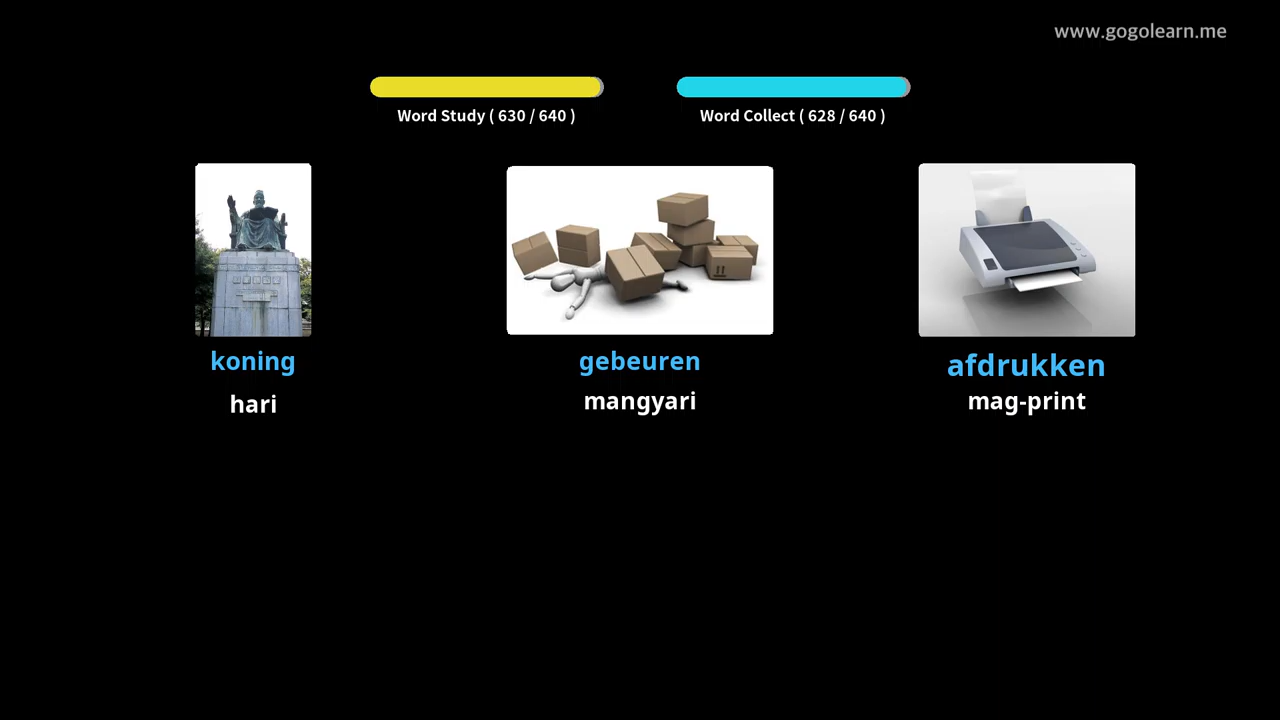 www.gogolearn.me
Word Study ( 630 / 640 )
Word Collect ( 628 / 640 )
koning
gebeuren
afdrukken
hari
mangyari
mag-print